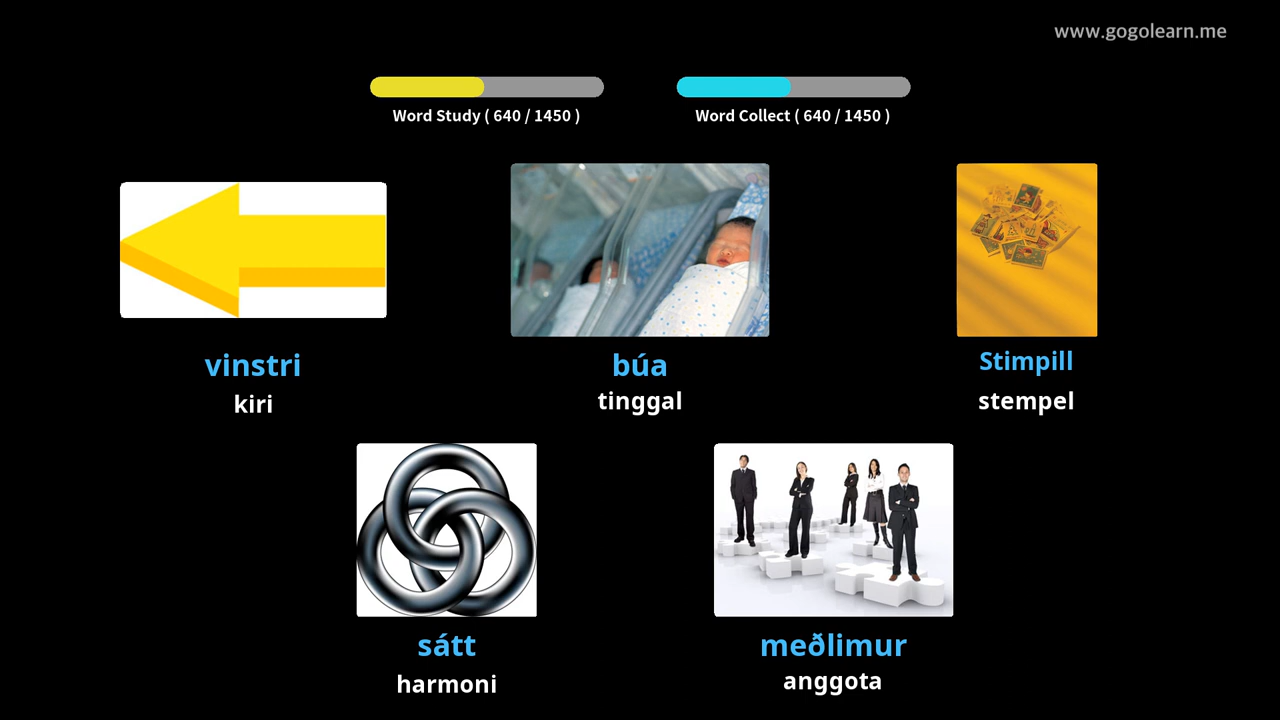 www.gogolearn.me
Word Study ( 640 / 1450 )
Word Collect ( 640 / 1450 )
vinstri
kiri
búa
tinggal
Stimpill
stempel
sátt
harmoni
meðlimur
anggota